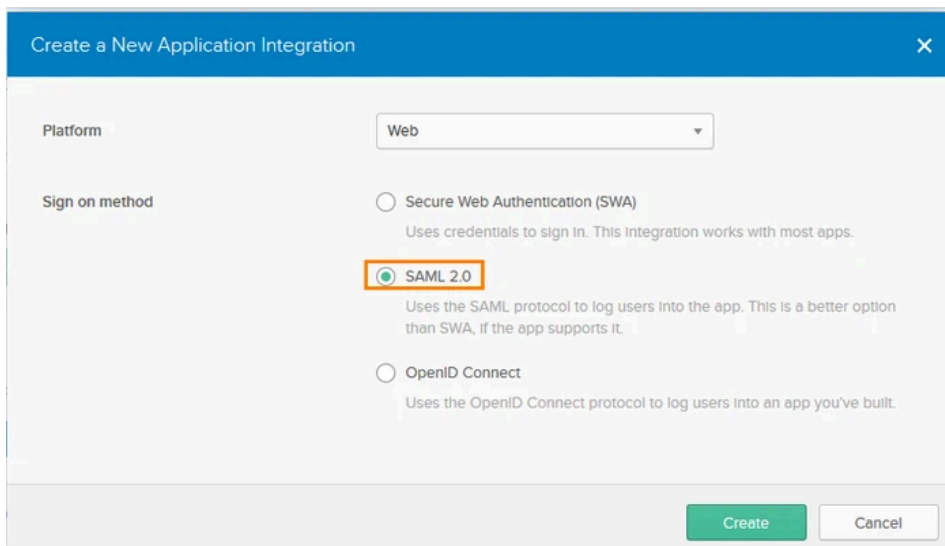 Create a New Application Integration
Platform
Web
Sign on method
Secure Web Authentication (SWA)
Uses credentials to sign in. This integration works with most apps.
SAML 2.0
Uses the SAML protocol to log users into the app. This is a better option
than SWA, if the app supports it.
OpenID Connect
Uses the OpenID Connect protocol to log users into an app you've built.
Create
Cancel